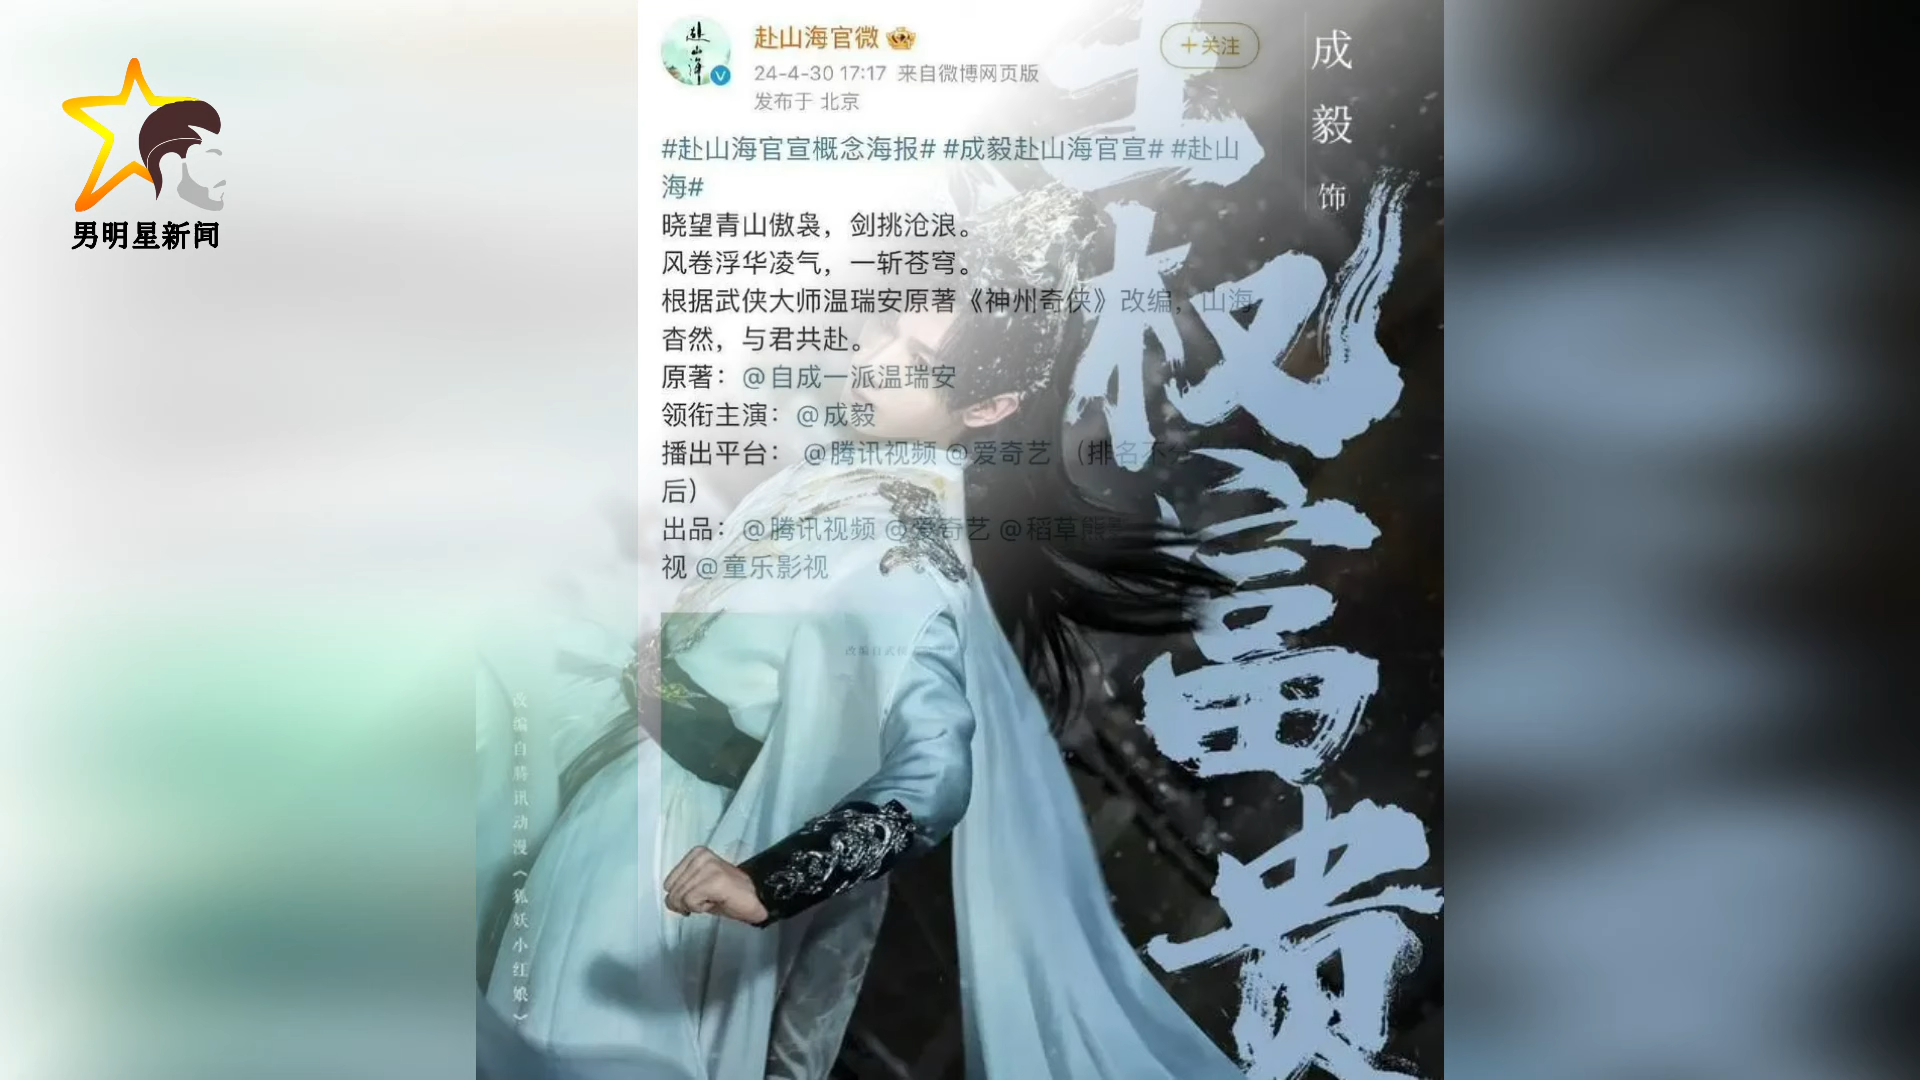 男明星新闻
赴山海官微
24-4-30 17:17 来自微博网页版
发布于 北京
+关注
#赴山海官宣概念海报# #成毅赴山海官宣# #赴山
海#
晓望青山傲袅，剑挑沧浪。
风卷浮华凌气，一斩苍穹。
根据武侠大师温瑞安原著《神州奇侠》改编，山海
杳然，与君共赴。
原著：@自成一派温瑞安
领衔主演：@成毅
播出平台： @腾讯视频 @爱奇艺 （排名不
后）
出品：@腾讯视频 @爱奇艺 @稻草熊影
视 @童乐影视
成毅 饰
王权富贵
改编自腾讯动漫《狐妖小红娘》
赴山海